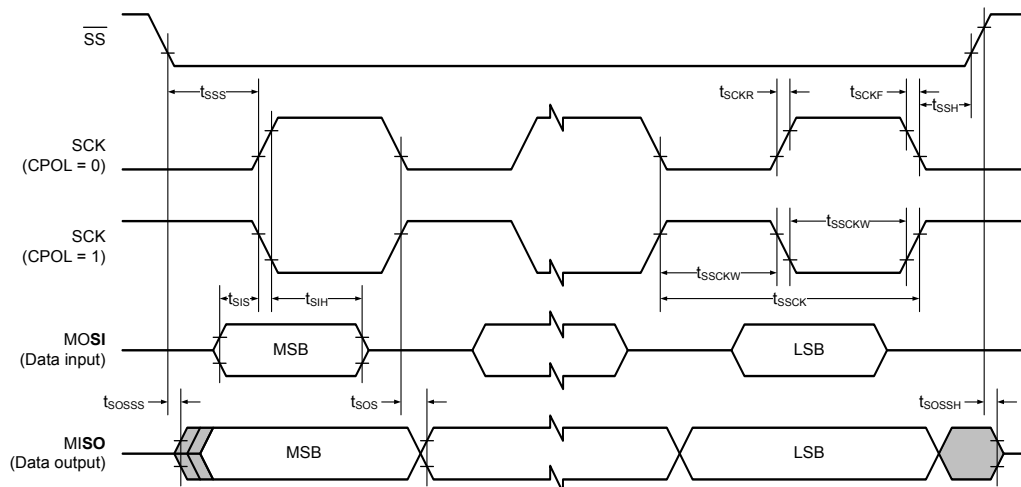 SS
tSSS
tSCKR
tSCKF
tSSH
SCK
(CPOL = 0)
SCK
(CPOL = 1)
tSSCKW
tSSCKW
tSSCK
tSIS
tSIH
MOSI
(Data input)
MSB
LSB
tSOSSS
tSOS
tSOSSH
MISO
(Data output)
MSB
LSB